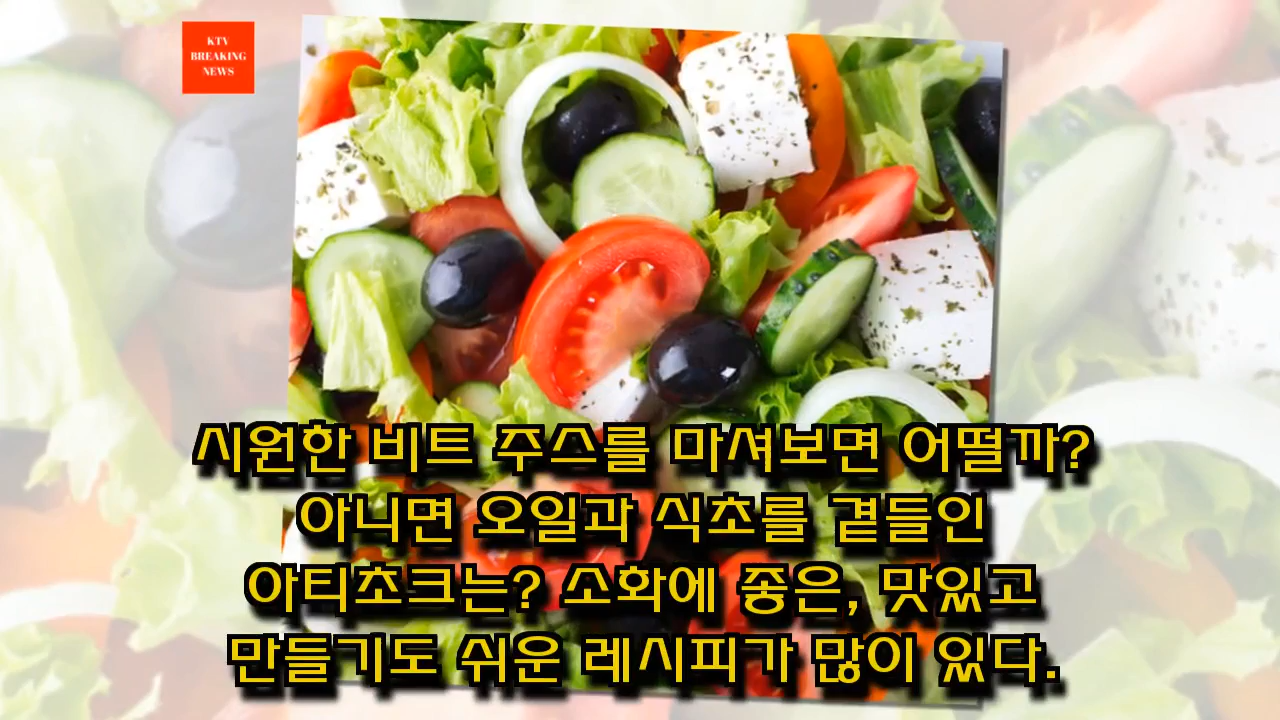 KTV
BREAKING
NEWS
시원한 비트 주스를 마셔보면 어떨까?
아니면 오일과 식초를 곁들인
아티초크는? 소화에 좋은, 맛있고
만들기도 쉬운 레시피가 많이 있다.